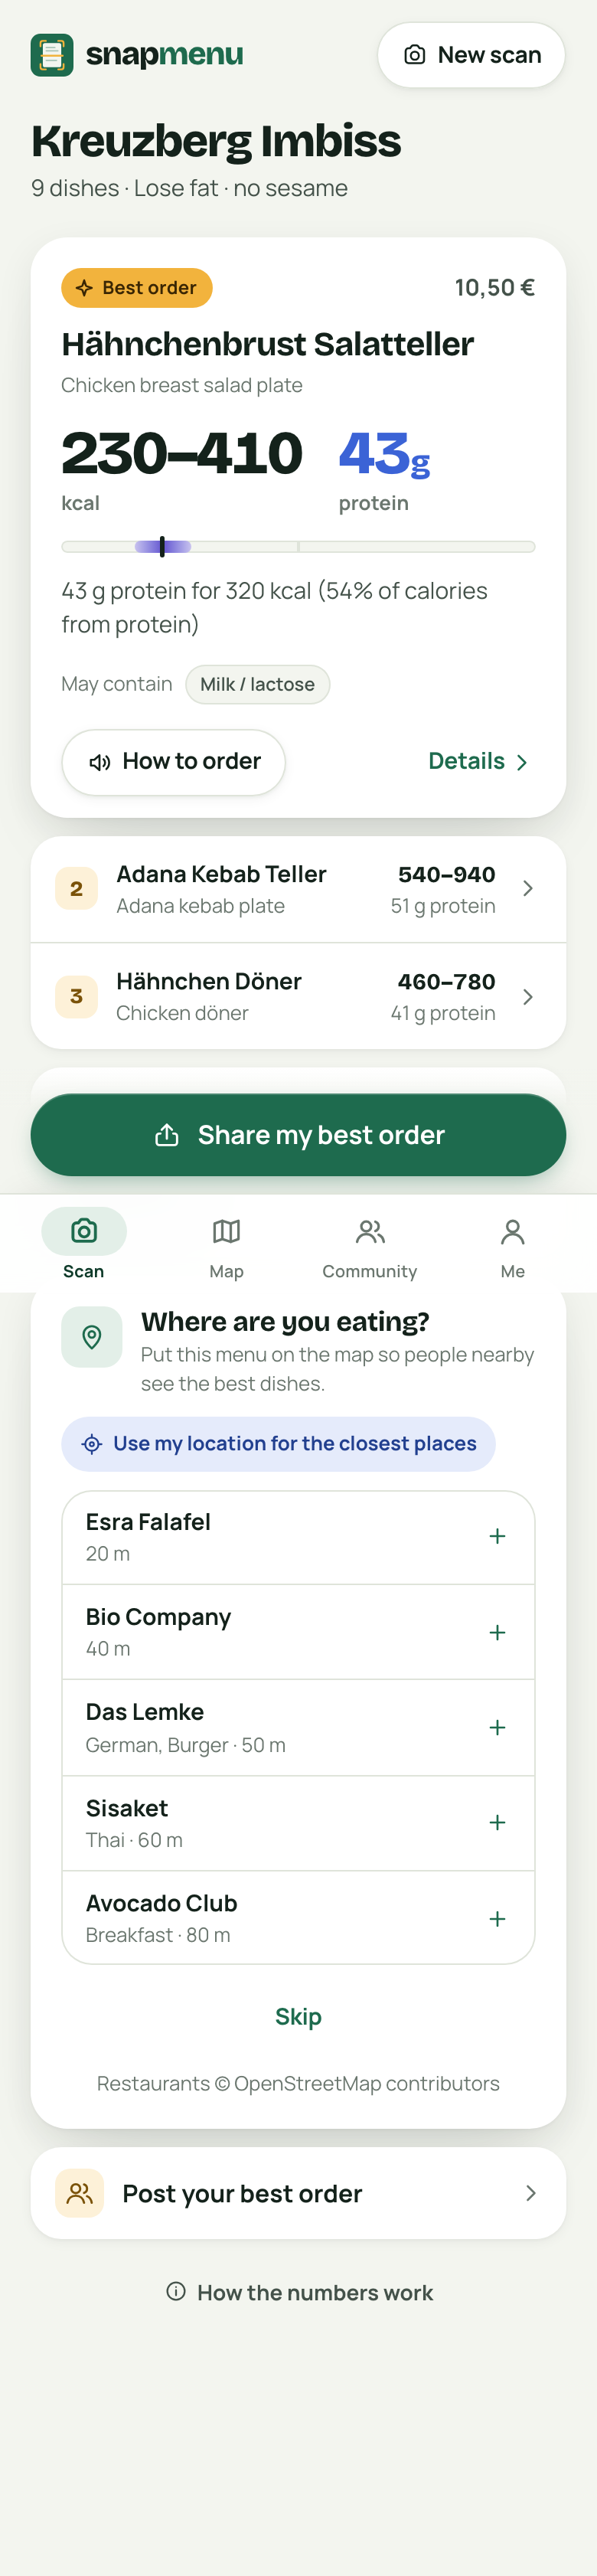 snapmenu
New scan
Kreuzberg Imbiss
9 dishes · Lose fat · no sesame
Best order
10,50 €
Hähnchenbrust Salatteller
Chicken breast salad plate
230–410
43g
kcal
protein
43 g protein for 320 kcal (54% of calories
from protein)
May contain
Milk / lactose
How to order
Details
2
Adana Kebab Teller
540–940
Adana kebab plate
51 g protein
3
Hähnchen Döner
460–780
Chicken döner
41 g protein
Share my best order
Scan
Map
Community
Me
Where are you eating?
Put this menu on the map so people nearby
see the best dishes.
Use my location for the closest places
Esra Falafel
20 m
Bio Company
40 m
Das Lemke
German, Burger · 50 m
Sisaket
Thai · 60 m
Avocado Club
Breakfast · 80 m
Skip
Restaurants © OpenStreetMap contributors
Post your best order
How the numbers work